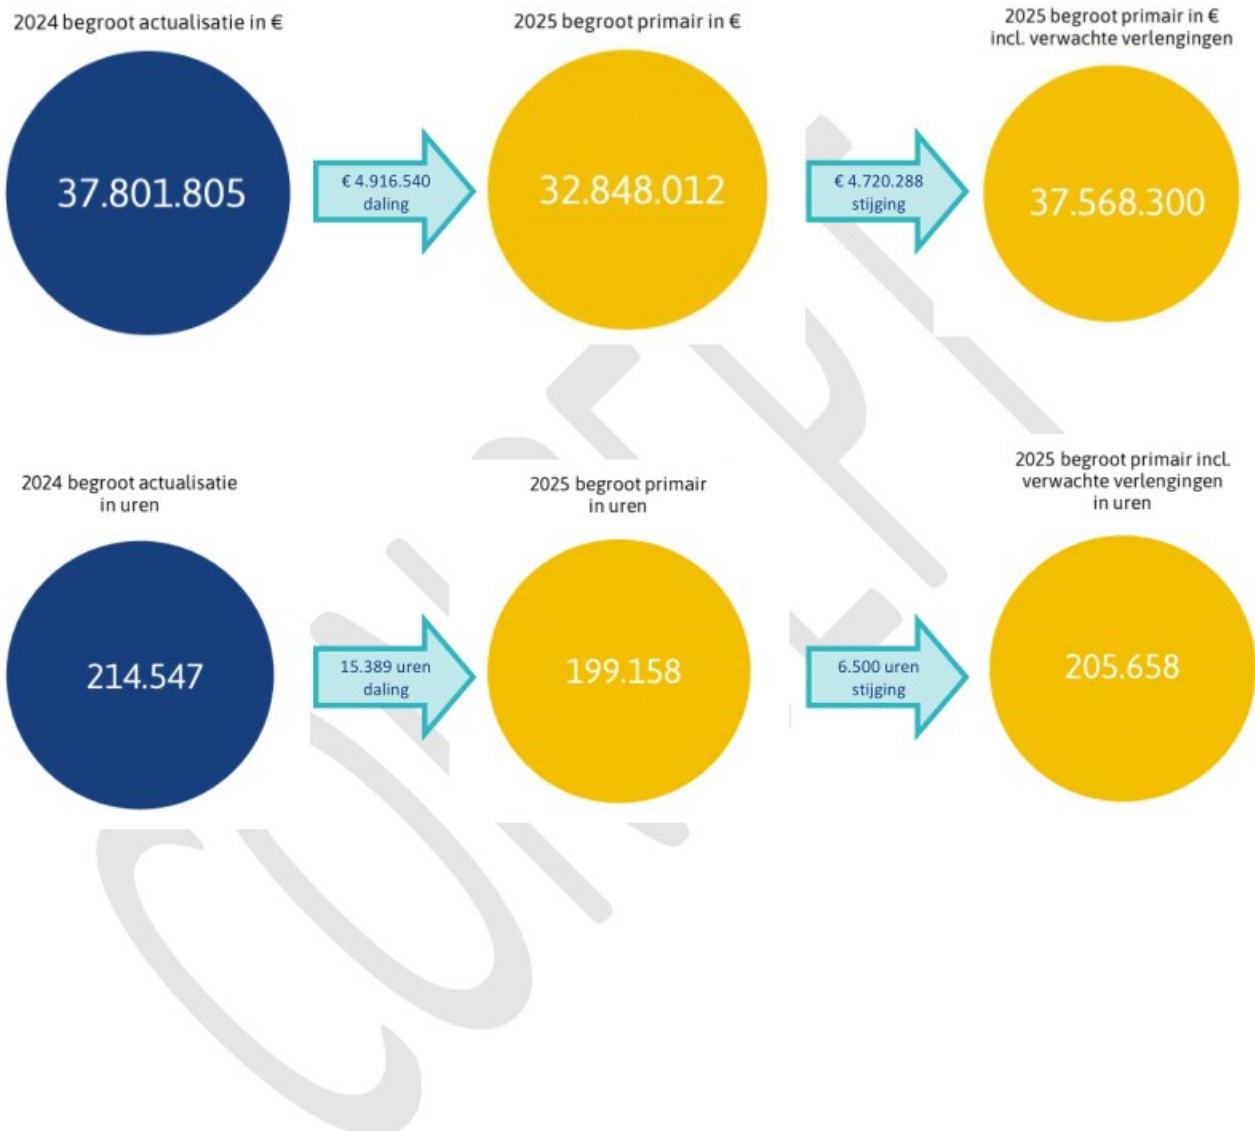 2024 begroot actualisatie in €
2025 begroot primair in €
2025 begroot primair in €
incl. verwachte verlengingen
37.801.805
€ 4.916.540
daling
32.848.012
€ 4.720.288
stijging
37.568.300
2024 begroot actualisatie
in uren
2025 begroot primair
in uren
2025 begroot primair incl.
verwachte verlengingen
in uren
214.547
15.389 uren
daling
199.158
6.500 uren
stijging
205.658